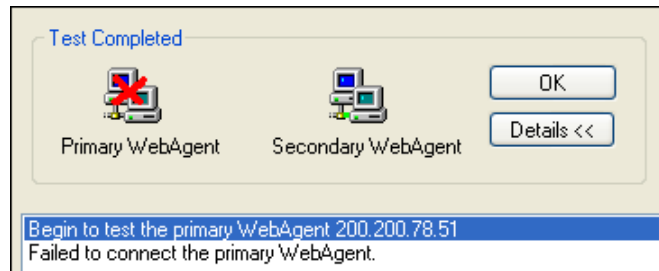 Test Completed
Primary WebAgent
Secondary WebAgent
OK
Details <<
Begin to test the primary WebAgent 200.200.78.51
Failed to connect the primary WebAgent.